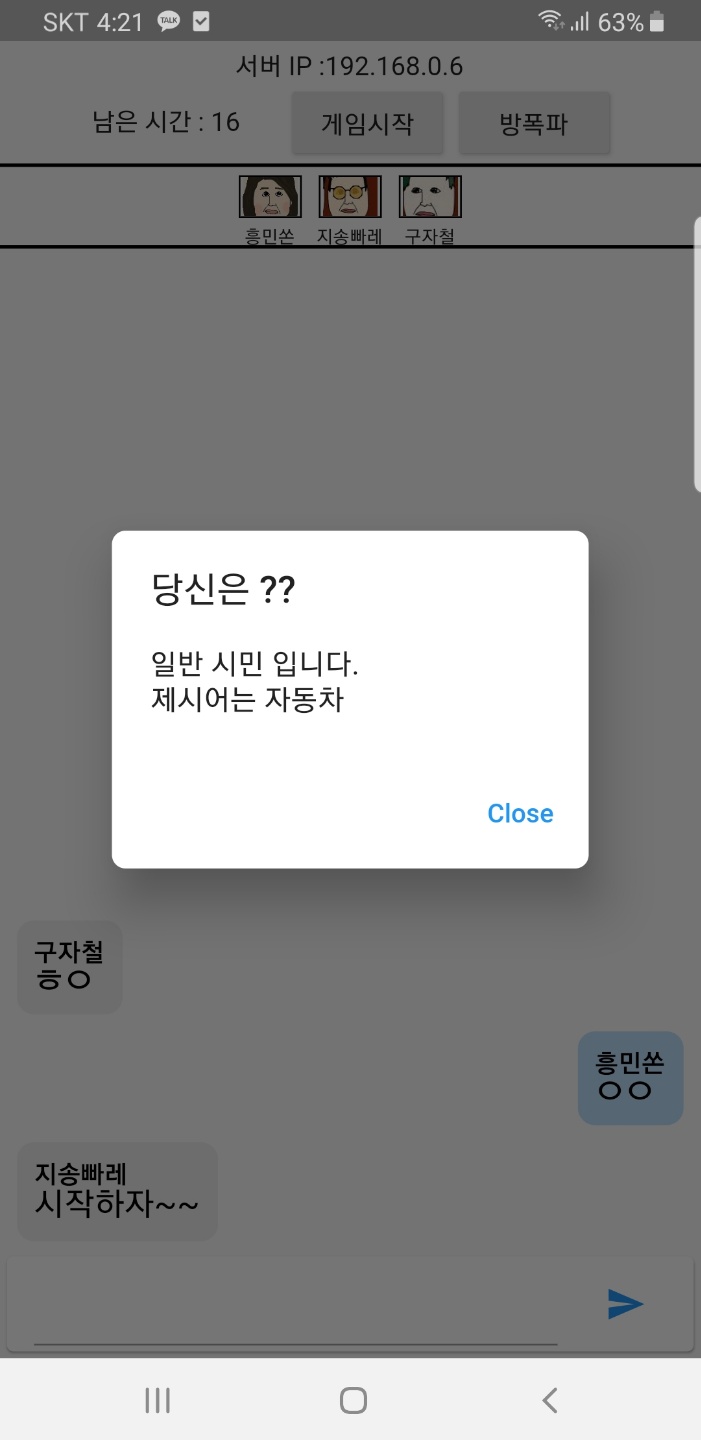 SKT 4:21 TALK 63%
서버 IP :192.168.0.6
남은 시간 : 16 게임시작 방폭파
흥민쏜 지송빠레 구자철
당신은 ??
일반 시민 입니다.
제시어는 자동차
Close
구자철
ㅎㅇ
흥민쏜
ㅇㅇ
지송빠레
시작하자~~